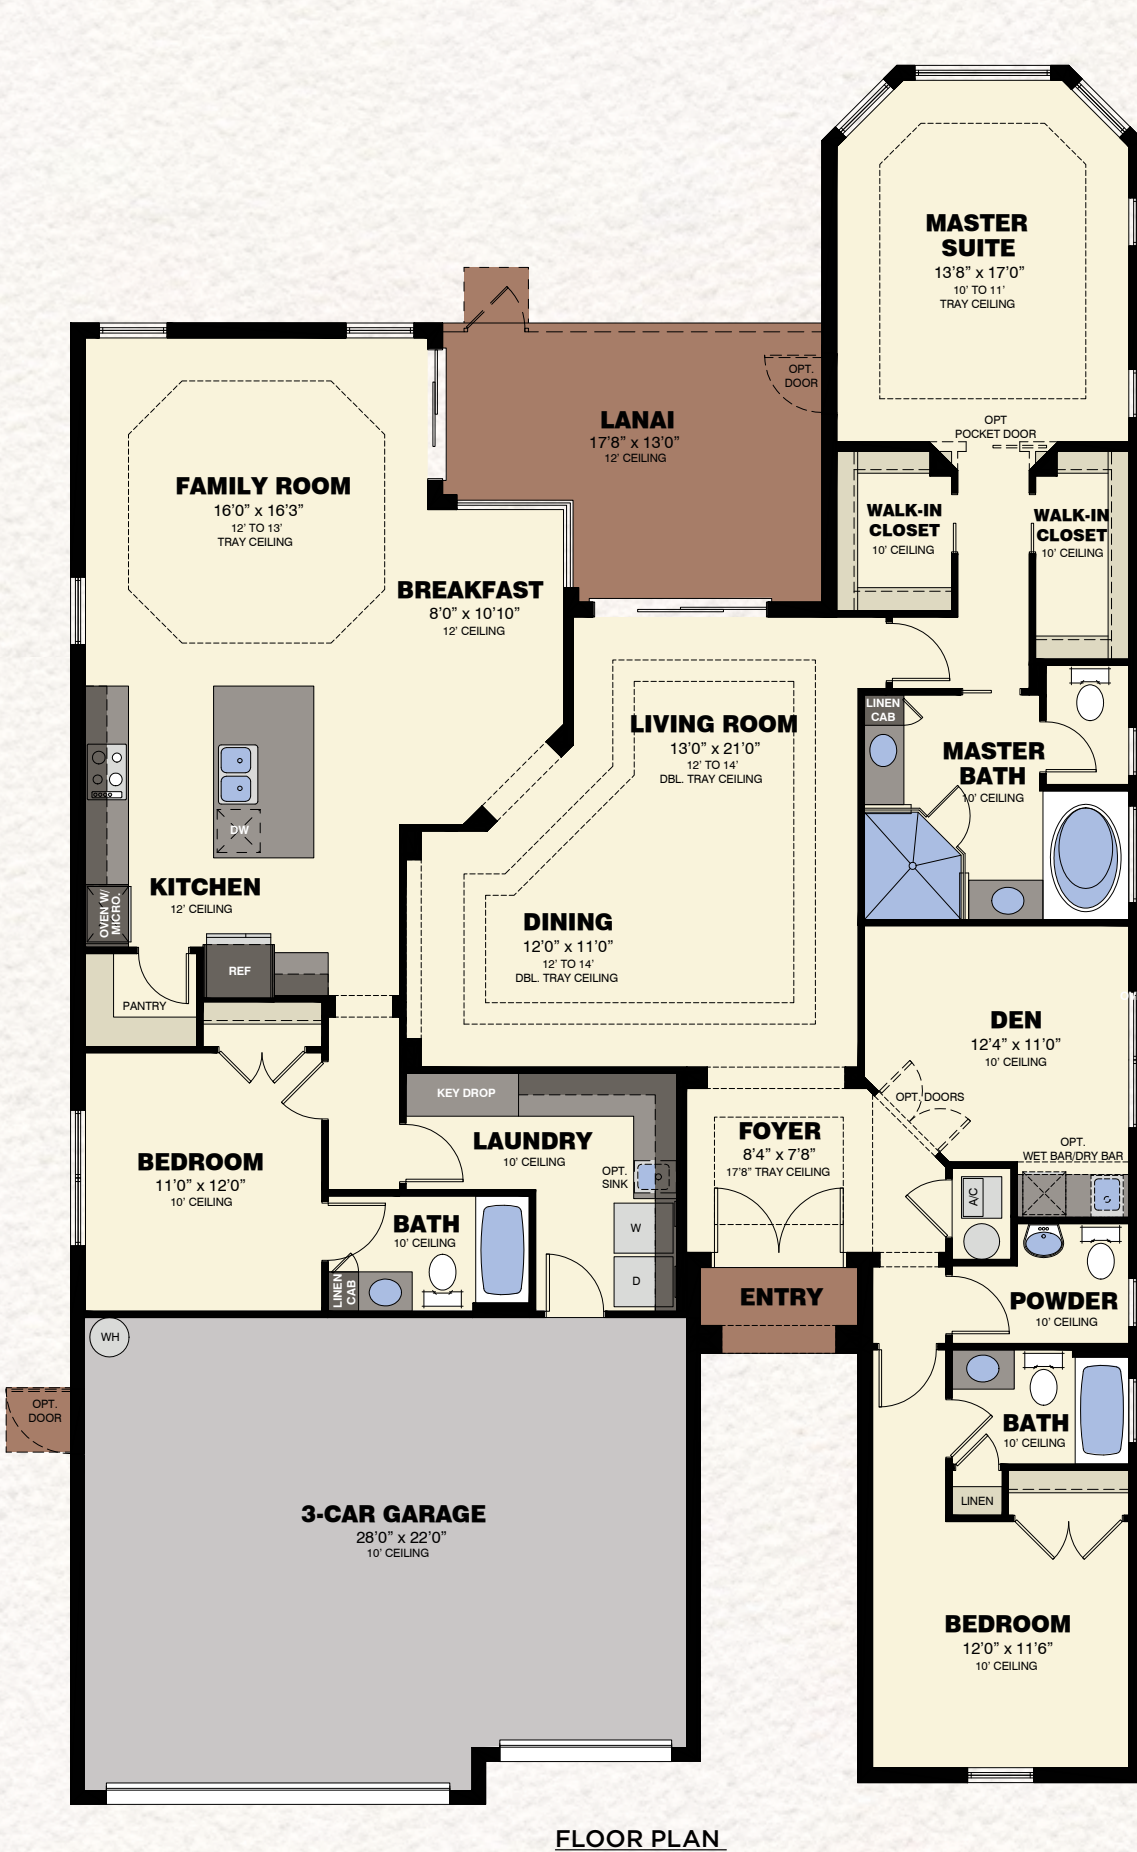 MASTER
SUITE
13'8" x 17'0"
10' TO 11'
TRAY CEILING
OPT
POCKET DOOR
OPT.
DOOR
LANAI
17'8" x 13'0"
12' CEILING
FAMILY ROOM
16'0" x 16'3"
12' TO 13'
TRAY CEILING
WALK-IN
CLOSET
10' CEILING
WALK-IN
CLOSET
10' CEILING
BREAKFAST
8'0" x 10'10"
12' CEILING
LIVING ROOM
13'0" x 21'0"
12' TO 14'
DBL. TRAY CEILING
LINEN
CAB
MASTER
BATH
10' CEILING
DW
KITCHEN
12' CEILING
OVEN W/
MICRO.
REF
PANTRY
DINING
12'0" x 11'0"
12' TO 14'
DBL. TRAY CEILING
DEN
12'4" x 11'0"
10' CEILING
OPT. DOORS
OPT.
WET BAR/DRY BAR
KEY DROP
LAUNDRY
10' CEILING
OPT.
SINK
W
D
FOYER
8'4" x 7'8"
17'8" TRAY CEILING
A/C
BEDROOM
11'0" x 12'0"
10' CEILING
BATH
10' CEILING
LINEN
CAB
ENTRY
POWDER
10' CEILING
WH
OPT.
DOOR
BATH
10' CEILING
LINEN
3-CAR GARAGE
28'0" x 22'0"
10' CEILING
BEDROOM
12'0" x 11'6"
10' CEILING
FLOOR PLAN